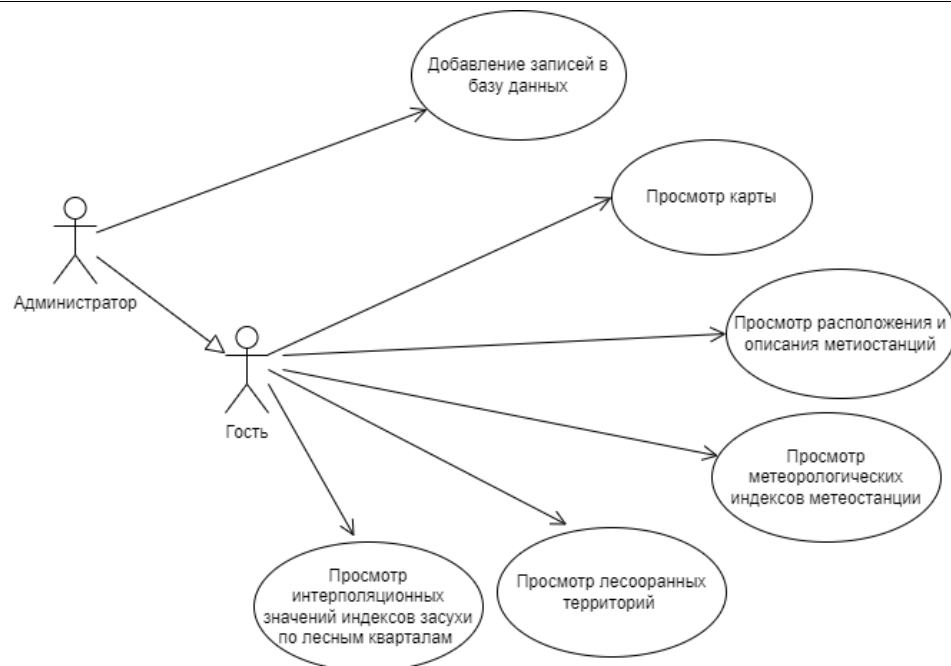 Добавление записей в
базу данных
Просмотр карты
Администратор
Просмотр расположения и
описания метиостанций
Гость
Просмотр
метеорологических
индексов метеостанции
Просмотр
интерполяционных
значений индексов засухи
по лесным кварталам
Просмотр лесооранных
территорий